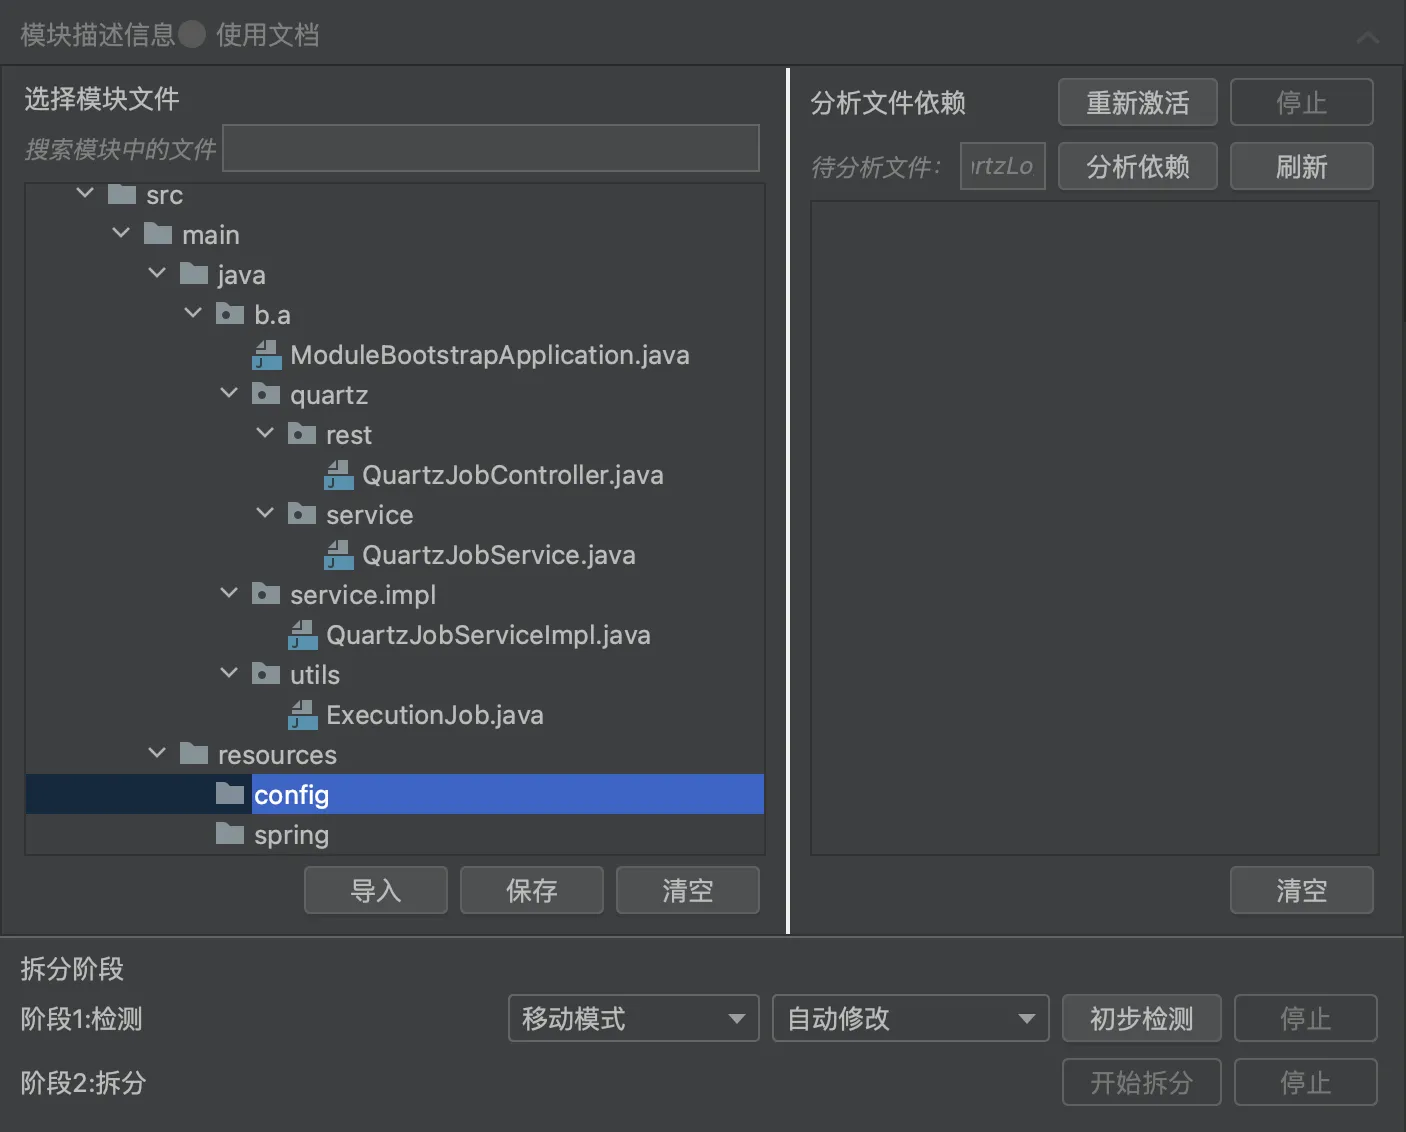 模块描述信息 使用文档
选择模块文件
搜索模块中的文件
src
main
java
b.a
ModuleBootstrapApplication.java
quartz
rest
QuartzJobController.java
service
QuartzJobService.java
service.impl
QuartzJobServiceImpl.java
utils
ExecutionJob.java
resources
config
spring
导入 保存 清空
分析文件依赖 重新激活 停止
待分析文件： artzLo 分析依赖 刷新
清空
拆分阶段
阶段1:检测 移动模式 自动修改 初步检测 停止
阶段2:拆分 开始拆分 停止